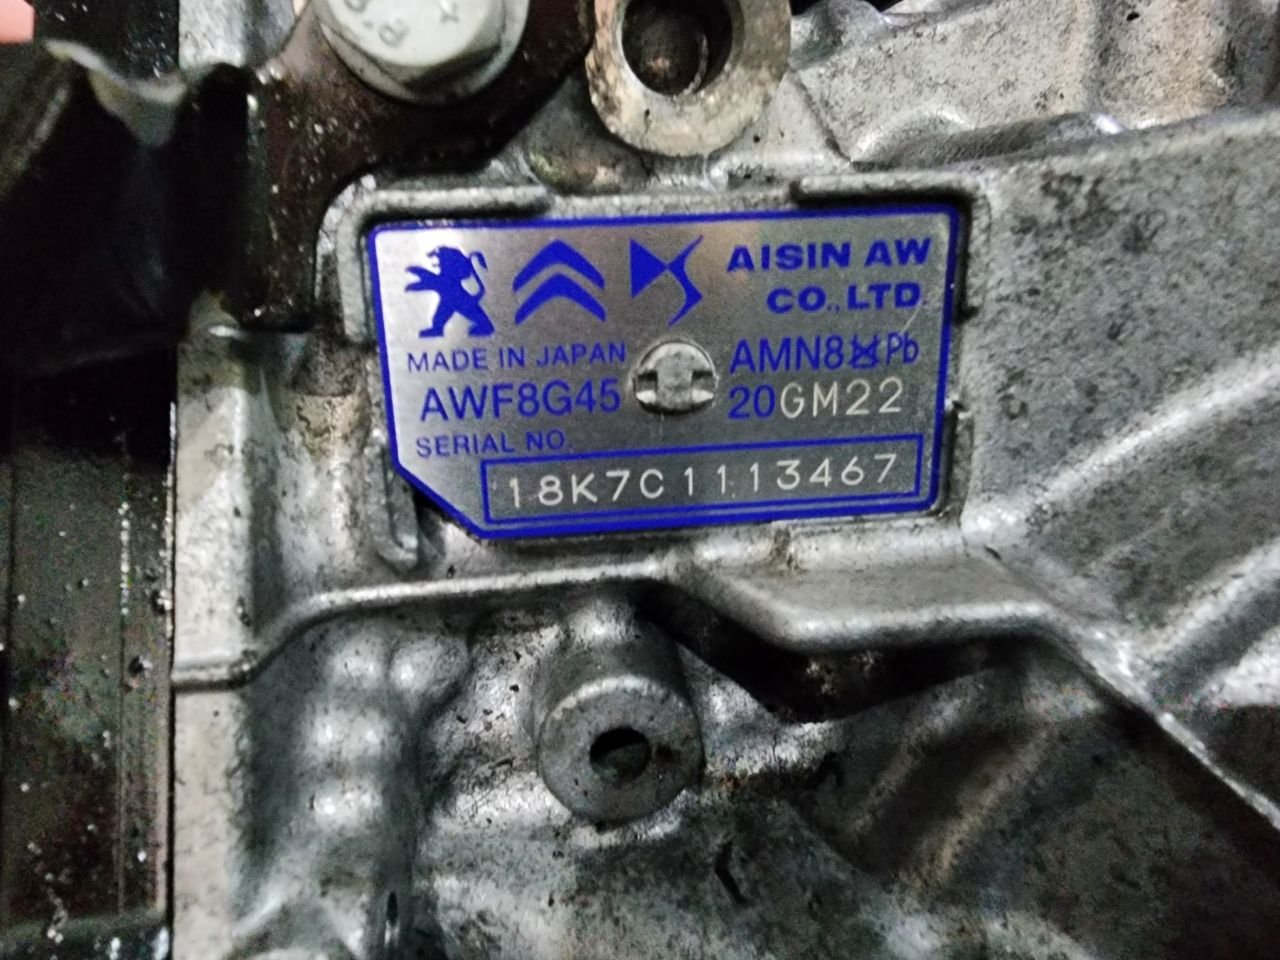 AISIN AW
CO., LTD.
MADE IN JAPAN
AMN8 Pb
AWF8G45
20GM22
SERIAL NO.
18K7C1113467